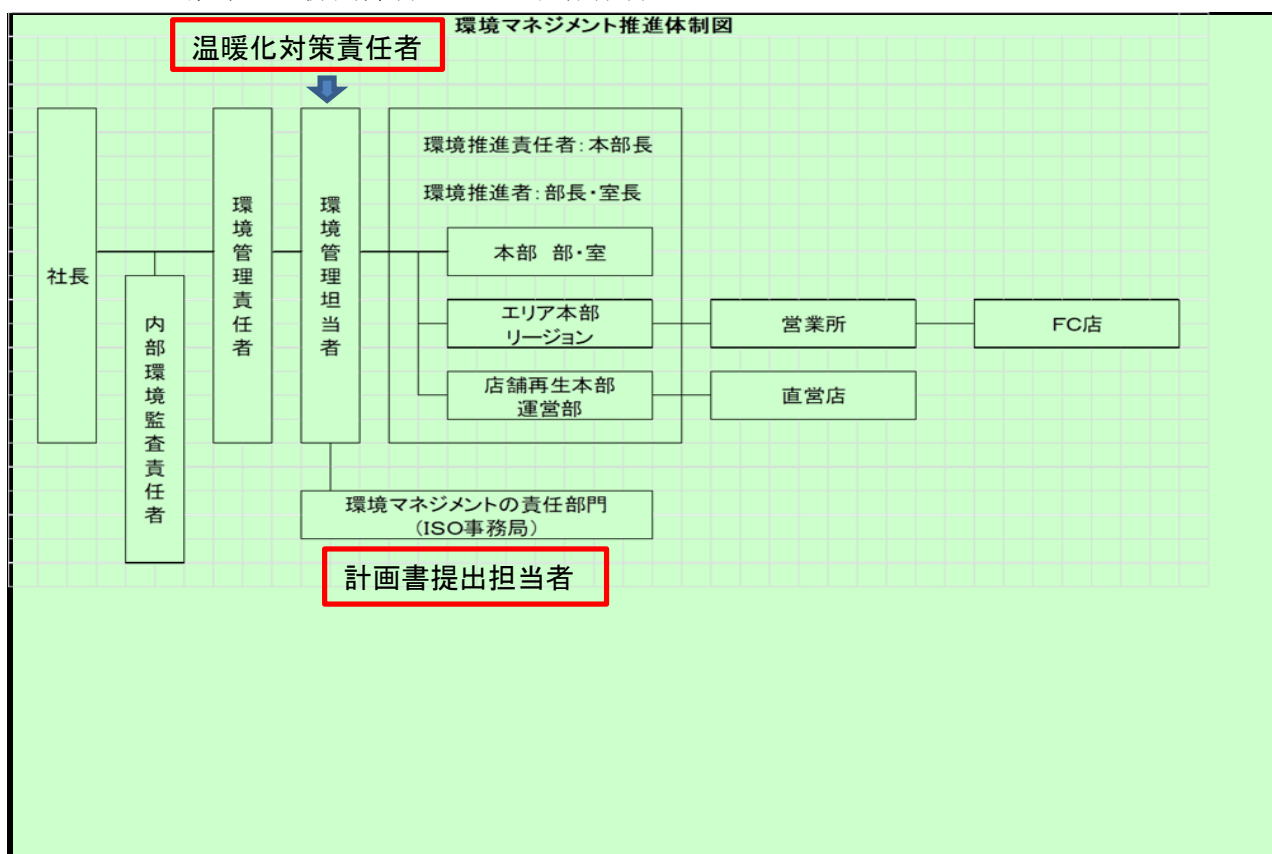 環境マネジメント推進体制図
温暖化対策責任者
社長
内部環境監査責任者
環境管理責任者
環境管理坦当者
環境推進責任者:本部長
環境推進者:部長・室長
本部 部・室
エリア本部
リージョン
営業所
FC店
店舗再生本部
運営部
直営店
環境マネジメントの責任部門
(ISO事務局)
計画書提出担当者